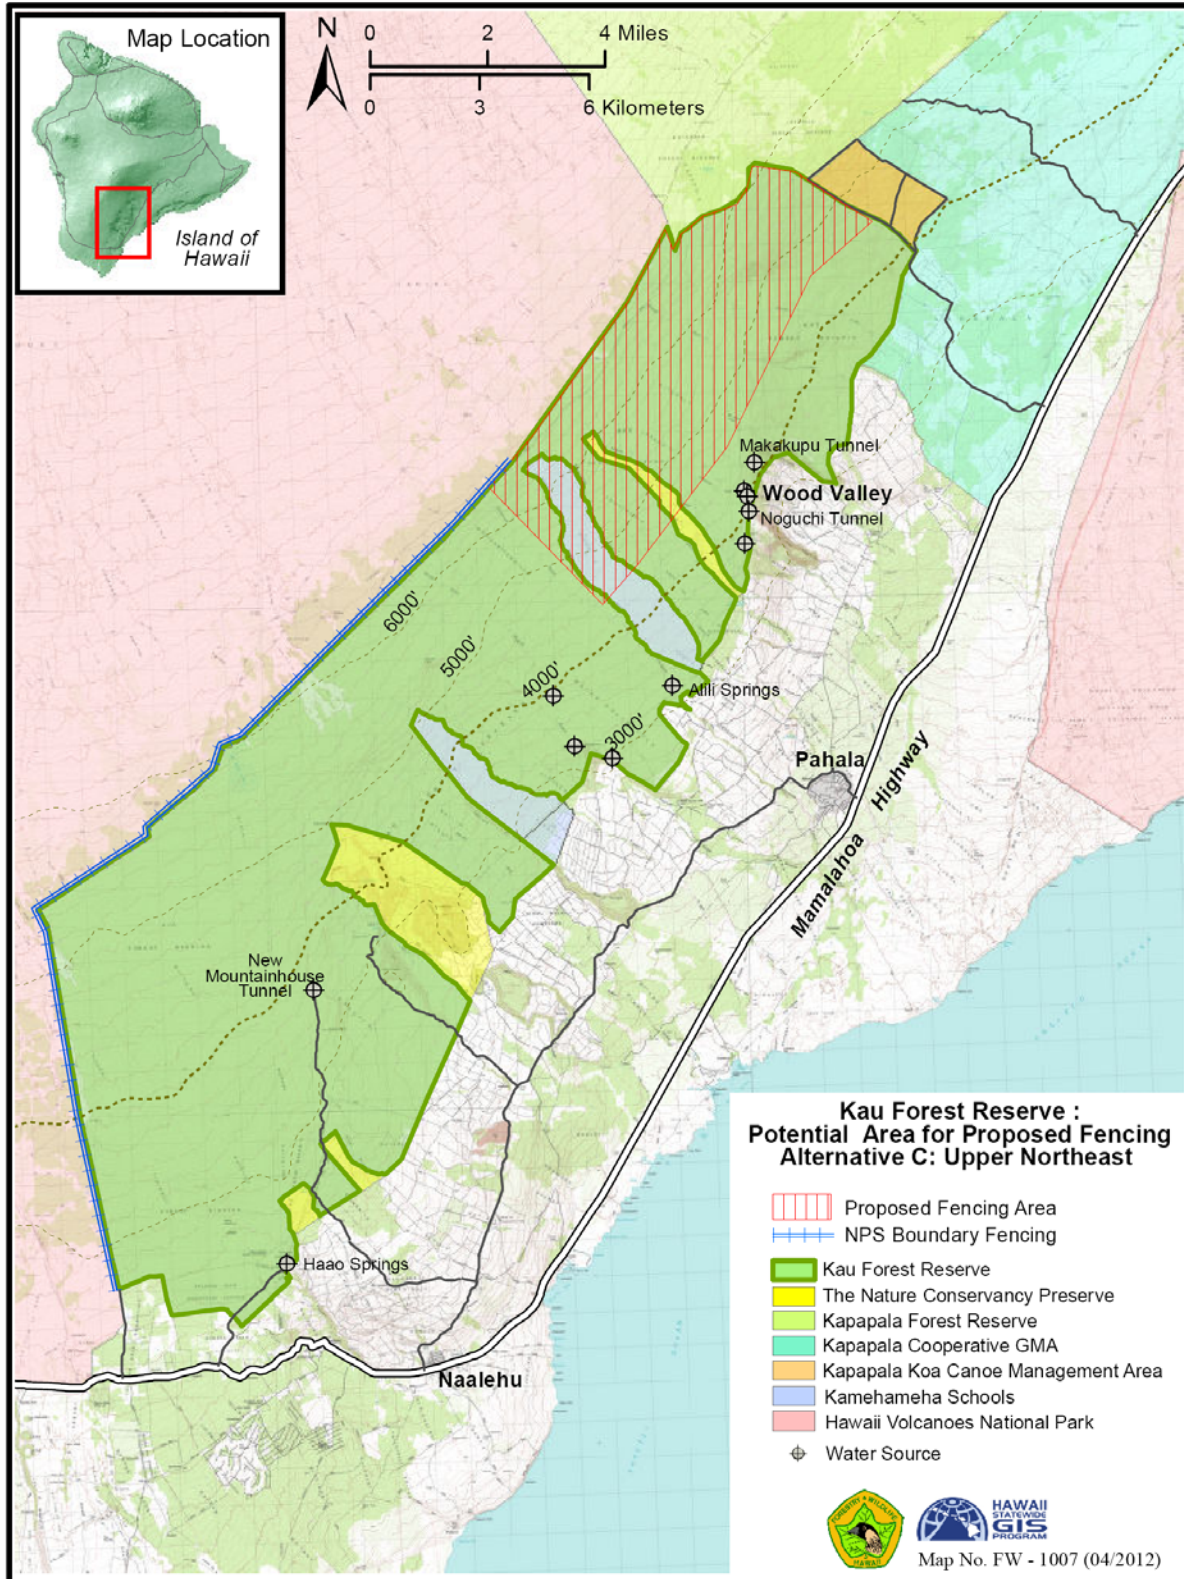 Map Location
Island of
Hawaii
N
0 2 4 Miles
0 3 6 Kilometers
Makakupu Tunnel
Wood Valley
Noguchi Tunnel
6000'
5000'
4000'
3000'
Alili Springs
Pahala
Mamalahoa Highway
New
Mountainhouse
Tunnel
Haao Springs
Naalehu
Kau Forest Reserve :
Potential Area for Proposed Fencing
Alternative C: Upper Northeast
Proposed Fencing Area
NPS Boundary Fencing
Kau Forest Reserve
The Nature Conservancy Preserve
Kapapala Forest Reserve
Kapapala Cooperative GMA
Kapapala Koa Canoe Management Area
Kamehameha Schools
Hawaii Volcanoes National Park
Water Source
FORESTRY & WILDLIFE
HAWAII
HAWAII
STATEWIDE
GIS
PROGRAM
Map No. FW - 1007 (04/2012)